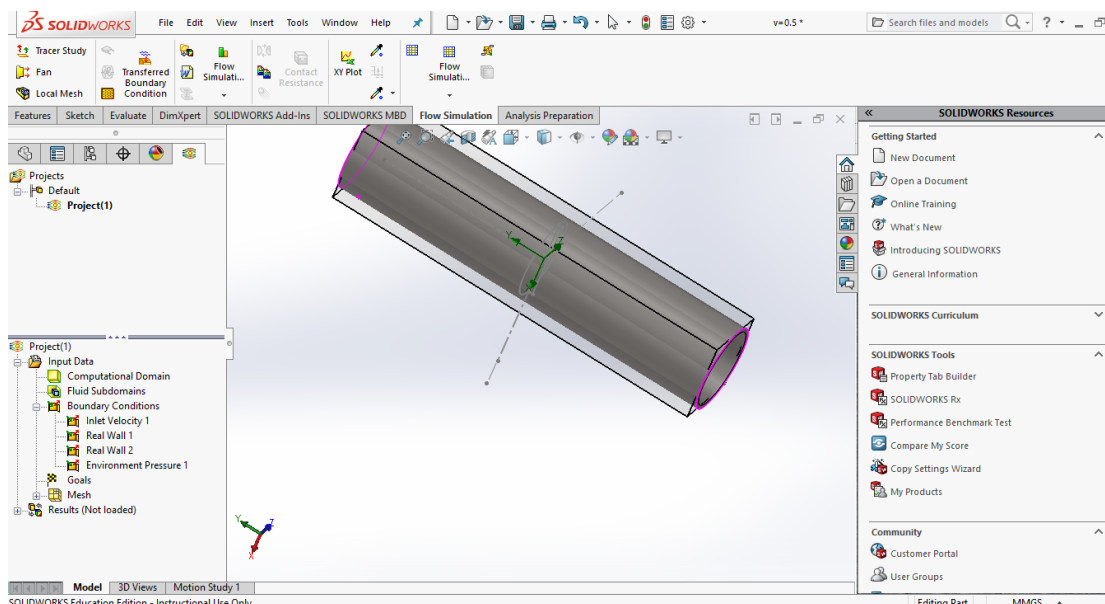 SOLIDWORKS File Edit View Insert Tools Window Help v=0.5 * Search files and models ?
Tracer Study
Fan
Local Mesh
Transferred
Boundary
Condition
Flow
Simulati...
Contact
Resistance
XY Plot
Flow
Simulati...
Features Sketch Evaluate DimXpert SOLIDWORKS Add-Ins SOLIDWORKS MBD Flow Simulation Analysis Preparation
Projects
Default
Project(1)
Project(1)
Input Data
Computational Domain
Fluid Subdomains
Boundary Conditions
Inlet Velocity 1
Real Wall 1
Real Wall 2
Environment Pressure 1
Goals
Mesh
Results (Not loaded)
Y
Z
Y
Z
X
SOLIDWORKS Resources
Getting Started
New Document
Open a Document
Online Training
What's New
Introducing SOLIDWORKS
General Information
SOLIDWORKS Curriculum
SOLIDWORKS Tools
Property Tab Builder
SOLIDWORKS Rx
Performance Benchmark Test
Compare My Score
Copy Settings Wizard
My Products
Community
Customer Portal
User Groups
Model 3D Views Motion Study 1
SOLIDWORKS Education Edition - Instructional Use Only Editing Part MMGS